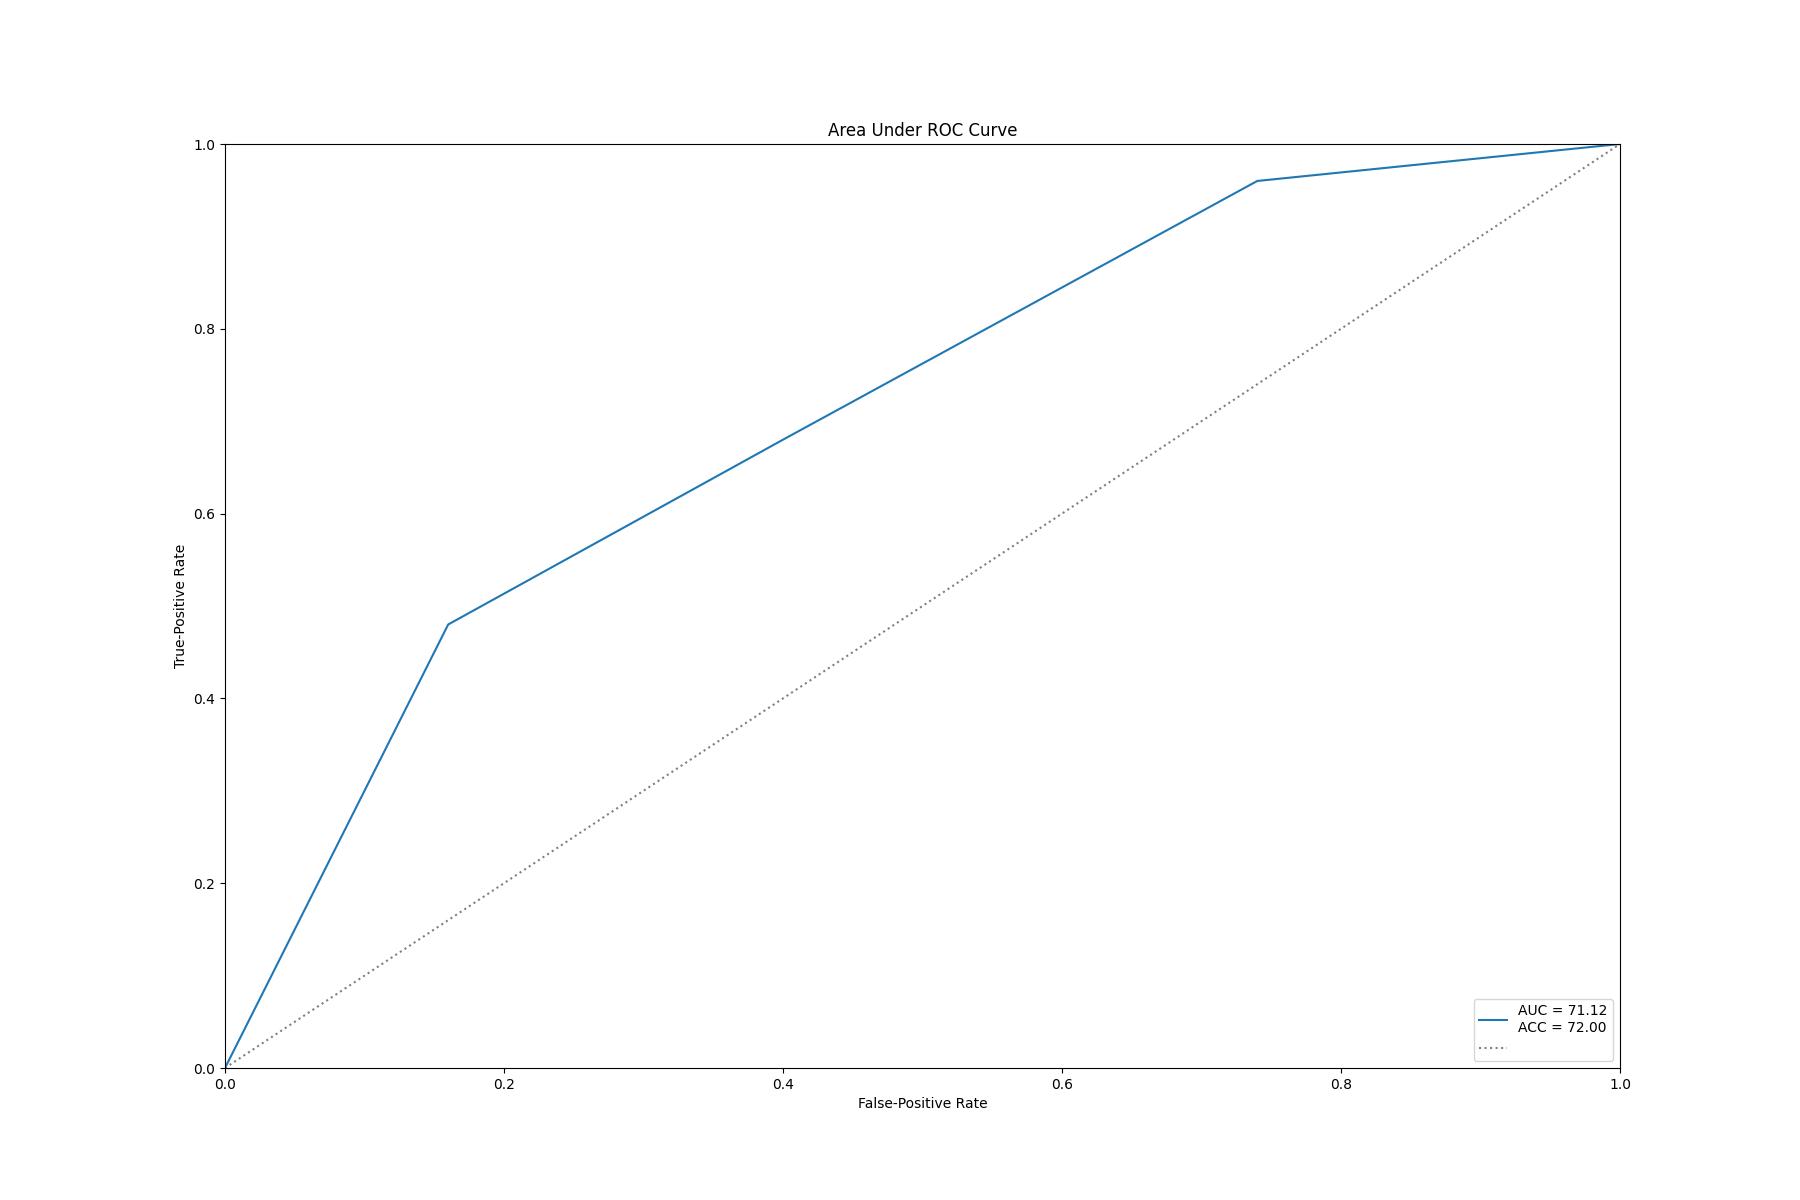 Area Under ROC Curve
1.0
0.8
0.6
0.4
0.2
0.0
True-Positive Rate
0.0 0.2 0.4 0.6 0.8 1.0
False-Positive Rate
AUC = 71.12
ACC = 72.00